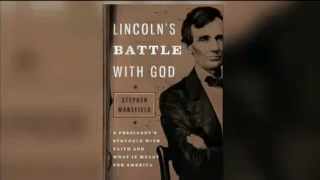 LINCOLN'S
BATTLE
WITH GOD
STEPHEN
MANSFIELD
A PRESIDENT'S
STRUGGLE WITH
FAITH AND
WHAT IT MEANT
FOR AMERICA